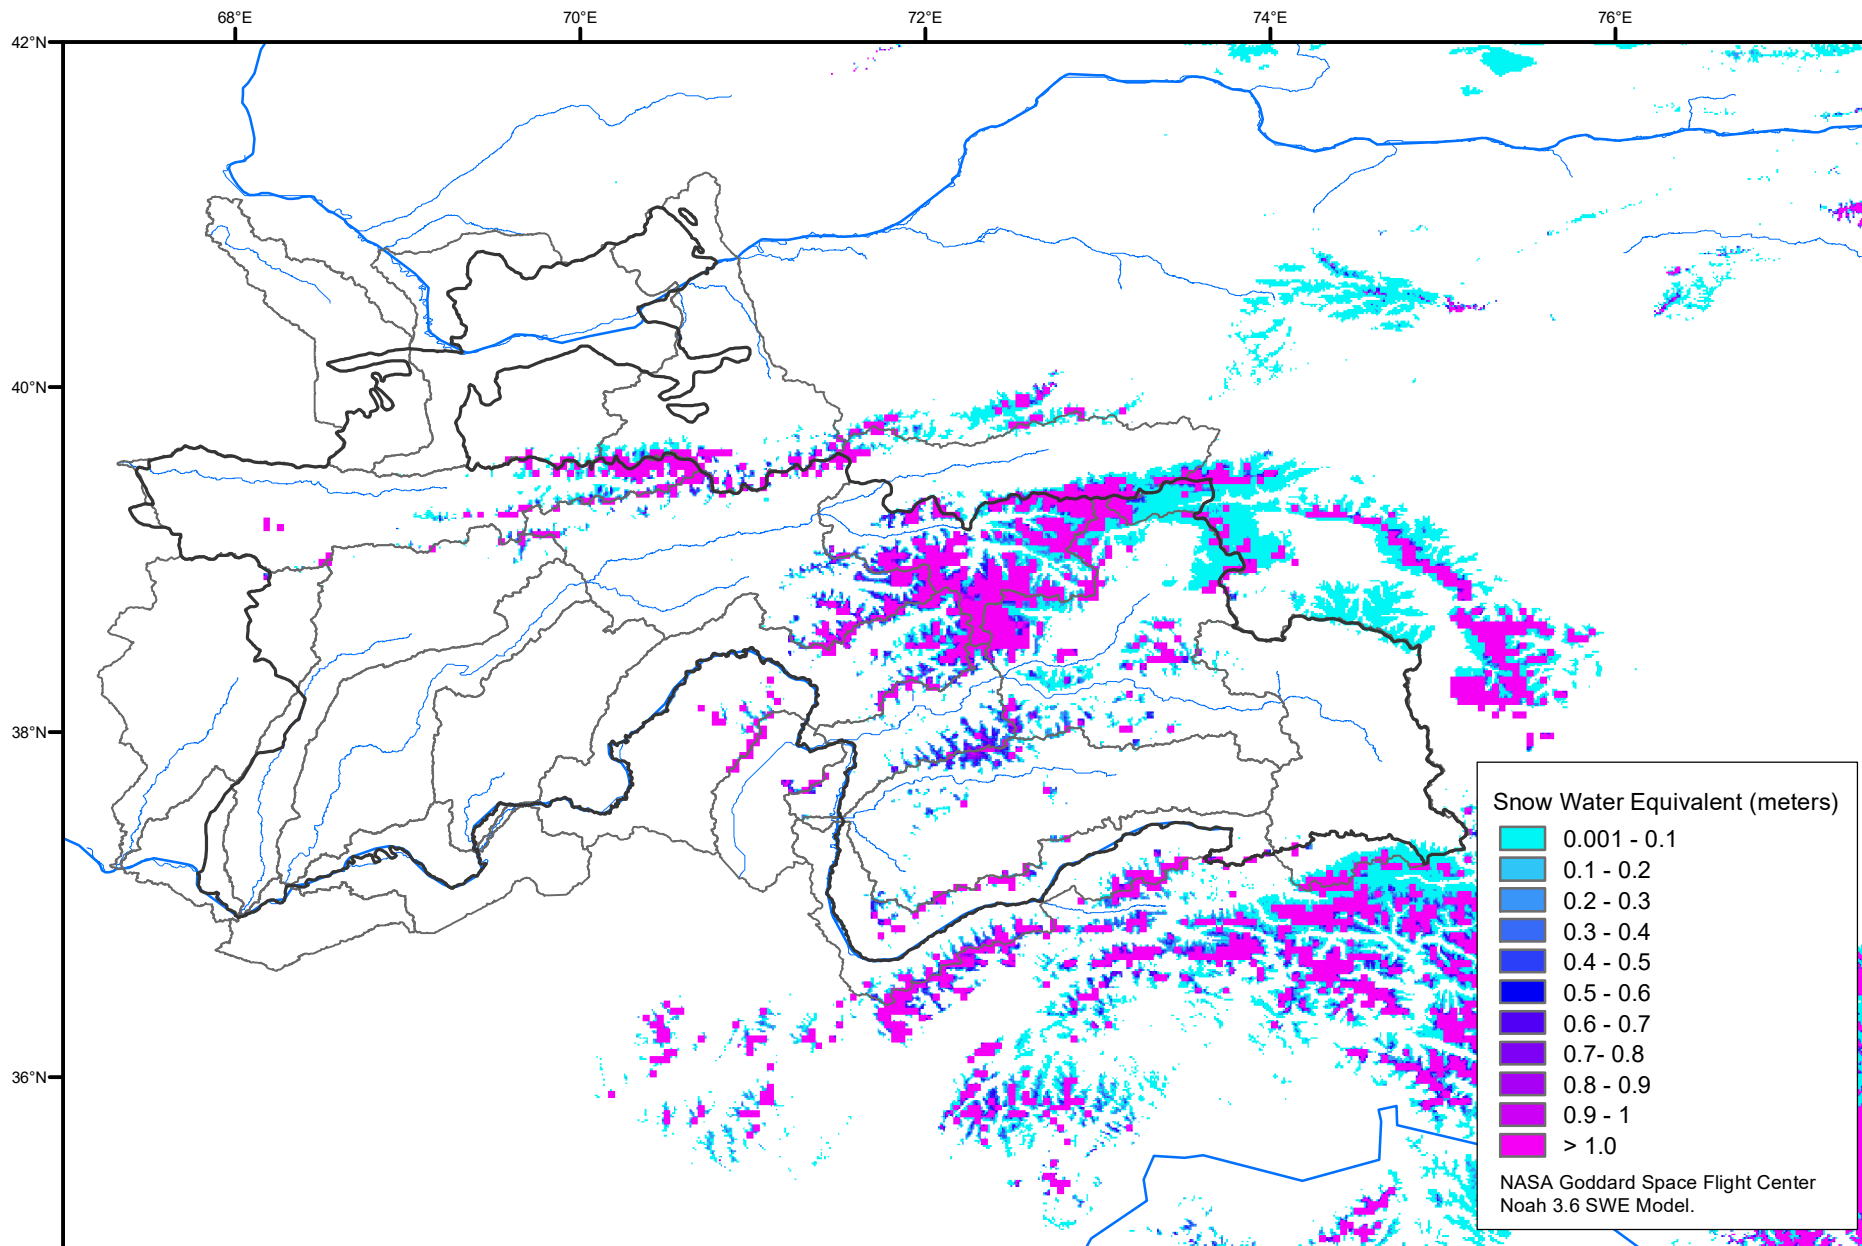 68°E 70°E 72°E 74°E 76°E
42°N
40°N
38°N
36°N
Snow Water Equivalent (meters)
0.001 - 0.1
0.1 - 0.2
0.2 - 0.3
0.3 - 0.4
0.4 - 0.5
0.5 - 0.6
0.6 - 0.7
0.7- 0.8
0.8 - 0.9
0.9 - 1
> 1.0
NASA Goddard Space Flight Center
Noah 3.6 SWE Model.